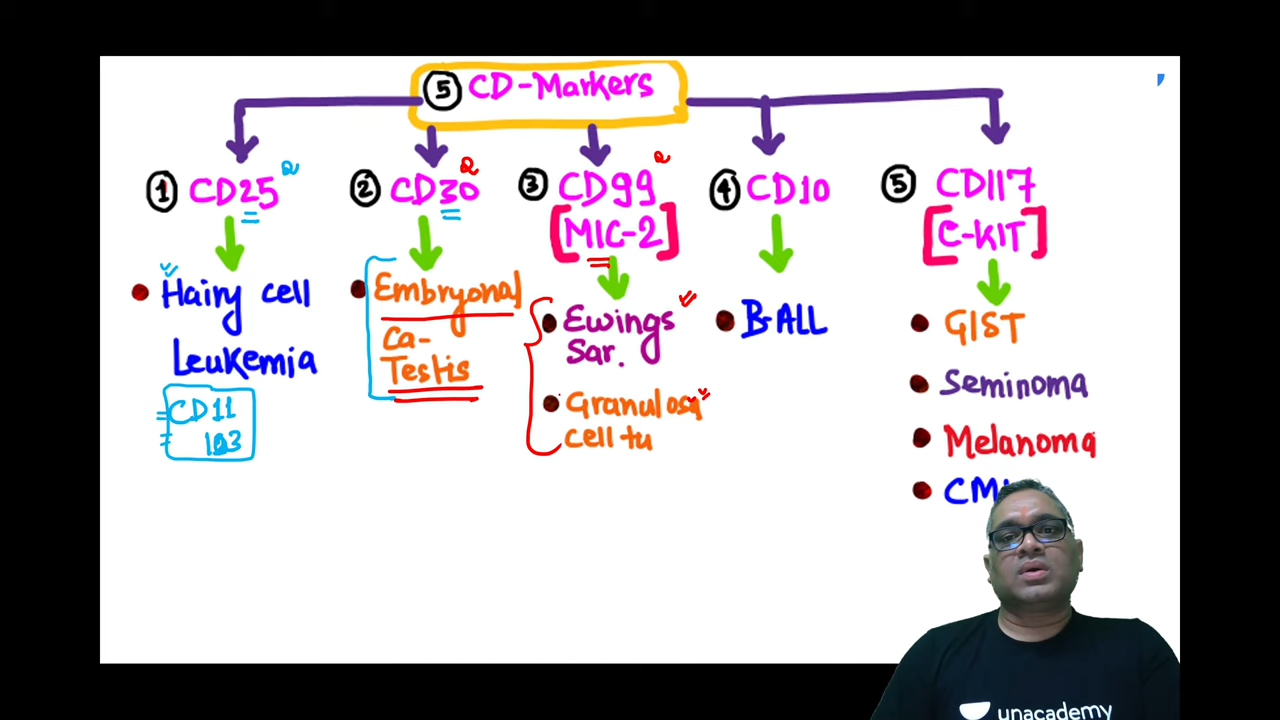 5 CD-Markers
1 CD25
2 CD30
3 CD99
[MIC-2]
4 CD10
5 CD117
[C-KIT]
Hairy cell
Leukemia
CD11
103
Embryonal
Ca-
Testis
Ewings
Sar.
Granulosa
cell tu
B-ALL
GIST
Seminoma
Melanoma
unacademy